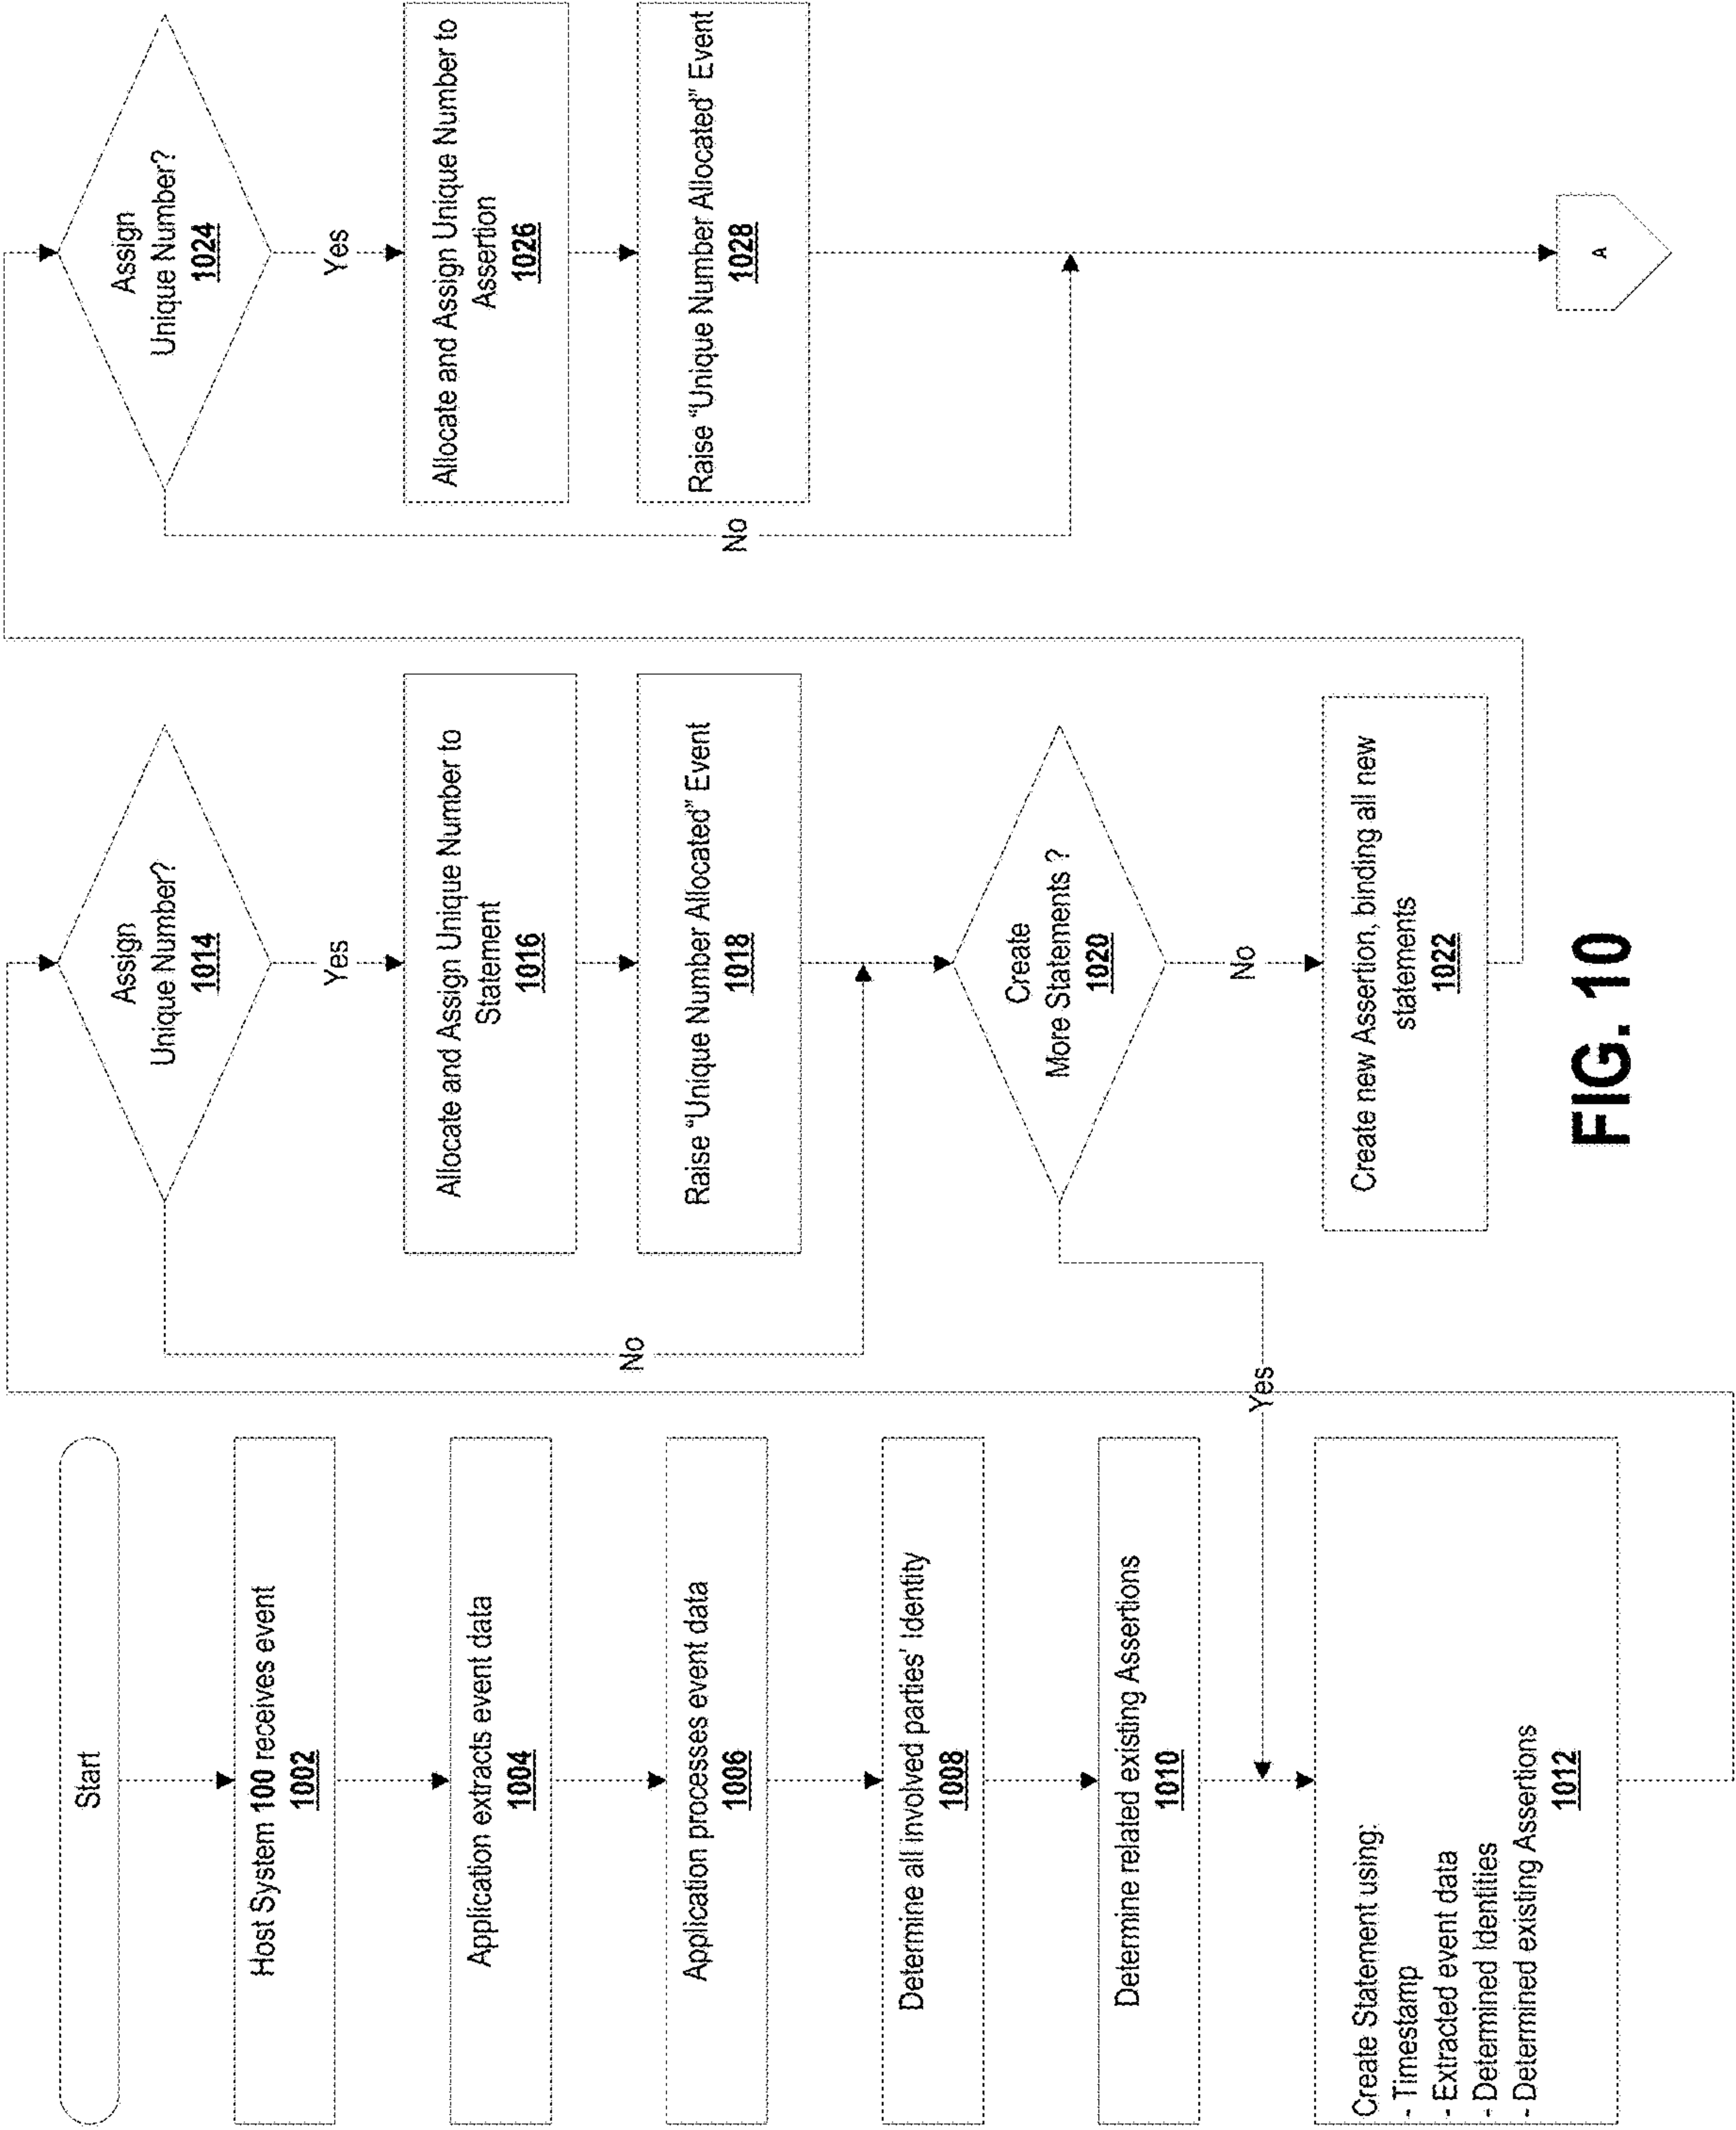 Start
Host System 100 receives event
1002
Application extracts event data
1004
Application processes event data
1006
Determine all involved parties' Identity
1008
Determine related existing Assertions
1010
Create Statement using:
- Timestamp
- Extracted event data
- Determined Identities
- Determined existing Assertions
1012
Assign
Unique Number?
1014
Yes
No
Allocate and Assign Unique Number to
Statement
1016
Raise “Unique Number Allocated” Event
1018
Create
More Statements ?
1020
Yes
No
Create new Assertion, binding all new
statements
1022
Assign
Unique Number?
1024
Yes
No
Allocate and Assign Unique Number to
Assertion
1026
Raise “Unique Number Allocated” Event
1028
A
FIG. 10